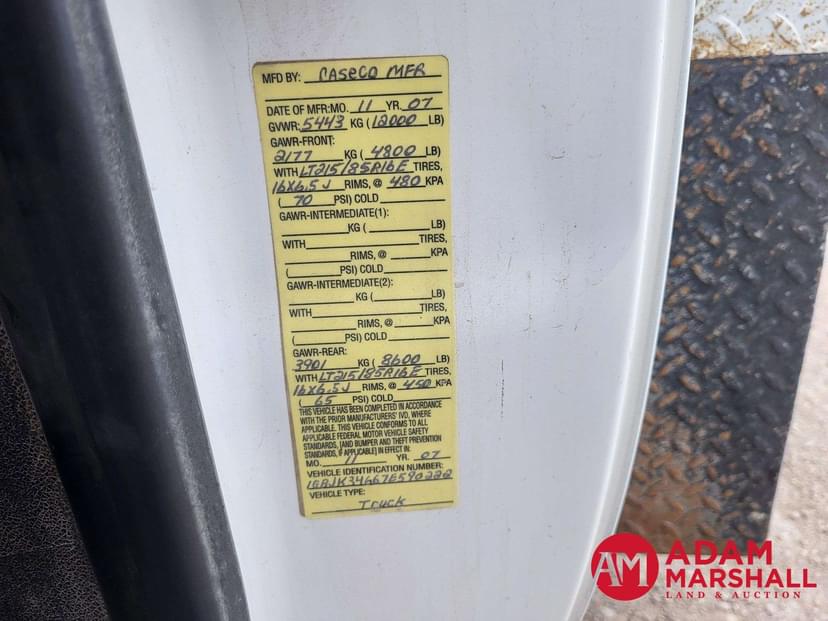 MFD BY: CASECO MFR
DATE OF MFR:MO. 11 YR. 07
GVWR: 5443 KG (12000 LB)
GAWR-FRONT:
2177 KG (4800 LB)
WITH LT215/85R16E TIRES,
16X6.5J RIMS, @ 480 KPA
(70 PSI) COLD
GAWR-INTERMEDIATE(1):
KG ( LB)
WITH TIRES,
RIMS, @ KPA
( PSI) COLD
GAWR-INTERMEDIATE(2):
KG ( LB)
WITH TIRES,
RIMS, @ KPA
( PSI) COLD
GAWR-REAR:
3901 KG (8600 LB)
WITH LT215/85R16E TIRES,
16X6.5J RIMS, @ 450 KPA
(65 PSI) COLD
THIS VEHICLE HAS BEEN COMPLETED IN ACCORDANCE
WITH THE PRIOR MANUFACTURERS' IVD, WHERE
APPLICABLE. THIS VEHICLE CONFORMS TO ALL
APPLICABLE FEDERAL MOTOR VEHICLE SAFETY
STANDARDS, [AND BUMPER AND THEFT PREVENTION
STANDARDS, IF APPLICABLE] IN EFFECT IN:
MO. 11 YR. 07
VEHICLE IDENTIFICATION NUMBER:
VEHICLE TYPE:
Truck
AM ADAM
MARSHALL
LAND & AUCTION